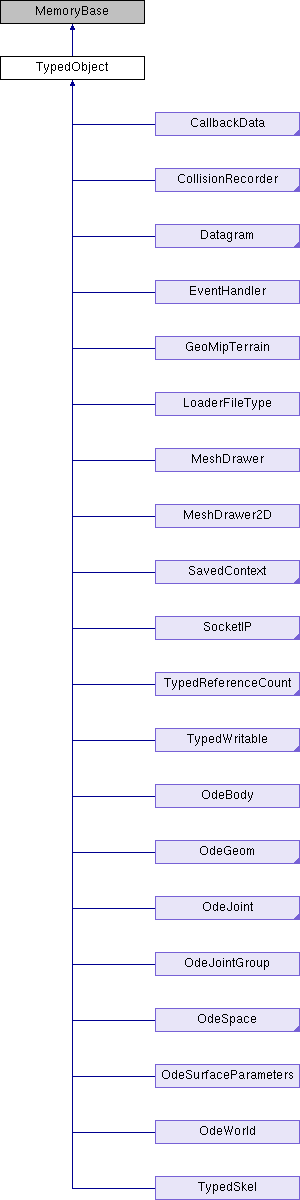 MemoryBase
TypedObject
CallbackData
CollisionRecorder
Datagram
EventHandler
GeoMipTerrain
LoaderFileType
MeshDrawer
MeshDrawer2D
SavedContext
SocketIP
TypedReferenceCount
TypedWritable
OdeBody
OdeGeom
OdeJoint
OdeJointGroup
OdeSpace
OdeSurfaceParameters
OdeWorld
TypedSkel